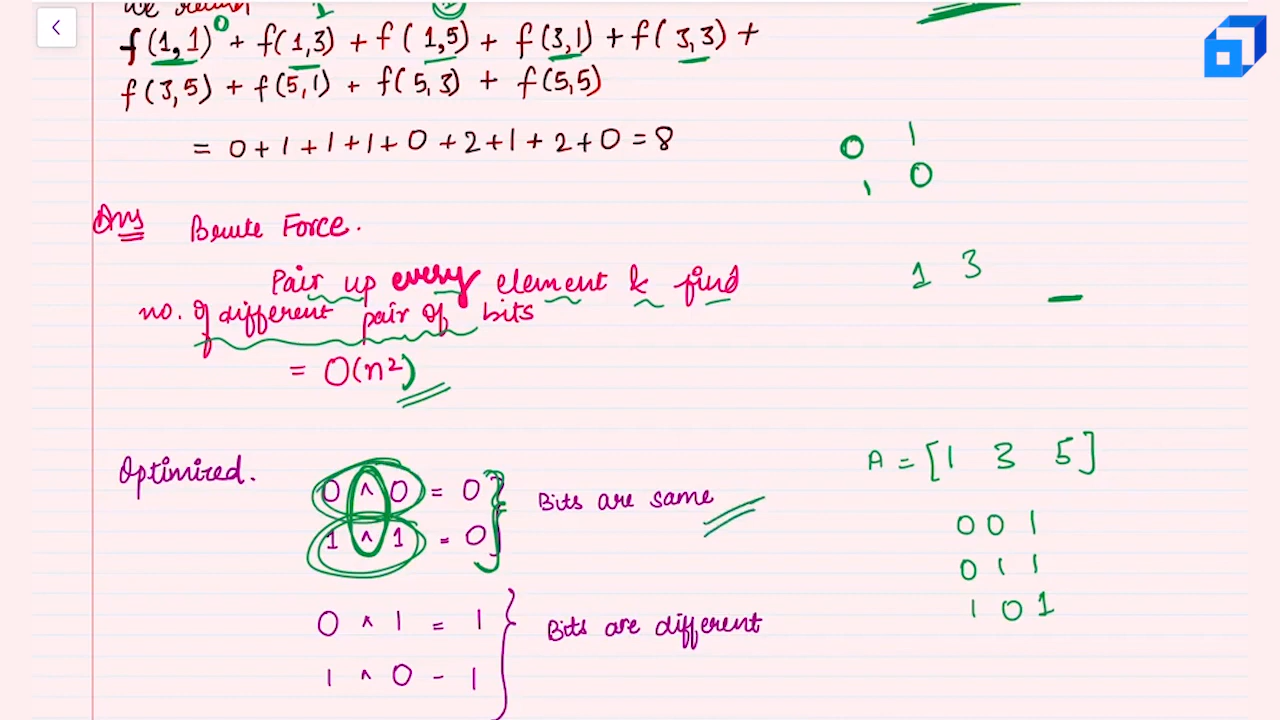 we return 1
f(1,1) 0 + f(1,3) + f(1,5) + f(3,1) + f(3,3) +
f(3,5) + f(5,1) + f(5,3) + f(5,5)
= 0+1+1+1+0+2+1+2+0 = 8
0 1
1 0
Ans Brute Force.
1 3
Pair up every element & find
no. of different pair of bits
= O(n²)
A = [1 3 5]
Optimized.
0 ^ 0 = 0
1 ^ 1 = 0
Bits are same
0 0 1
0 1 1
1 0 1
0 ^ 1 = 1
1 ^ 0 - 1
Bits are different